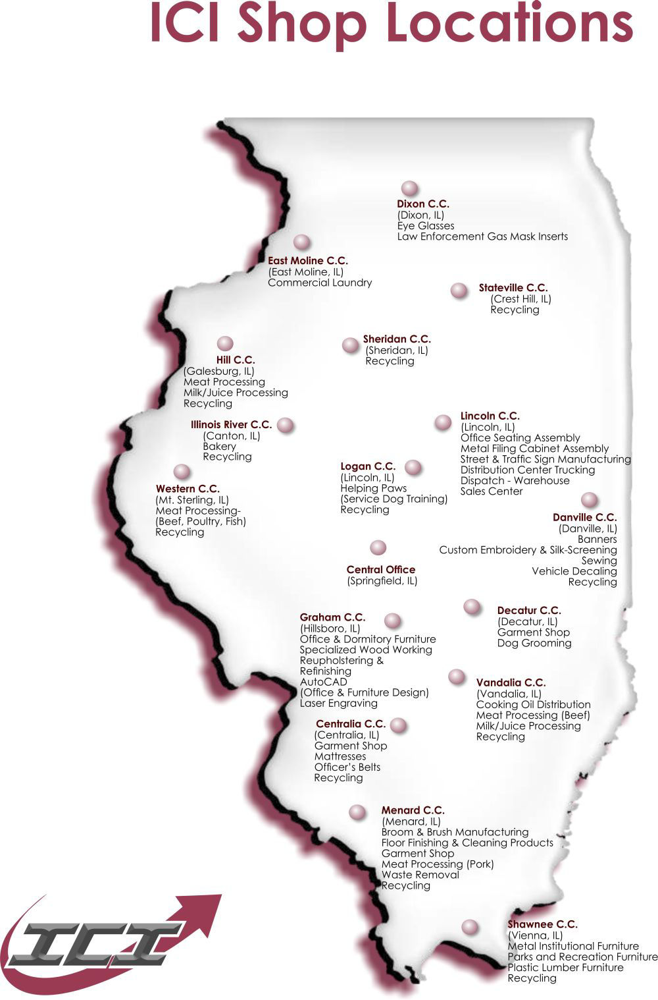 ICI Shop Locations
Dixon C.C.
(Dixon, IL)
Eye Glasses
Law Enforcement Gas Mask Inserts
East Moline C.C.
(East Moline, IL)
Commercial Laundry
Stateville C.C.
(Crest Hill, IL)
Recycling
Sheridan C.C.
(Sheridan, IL)
Recycling
Hill C.C.
(Galesburg, IL)
Meat Processing
Milk/Juice Processing
Recycling
Illinois River C.C.
(Canton, IL)
Bakery
Recycling
Lincoln C.C.
(Lincoln, IL)
Office Seating Assembly
Metal Filing Cabinet Assembly
Street & Traffic Sign Manufacturing
Distribution Center Trucking
Dispatch - Warehouse
Sales Center
Logan C.C.
(Lincoln, IL)
Helping Paws
(Service Dog Training)
Recycling
Western C.C.
(Mt. Sterling, IL)
Meat Processing-
(Beef, Poultry, Fish)
Recycling
Danville C.C.
(Danville, IL)
Banners
Custom Embroidery & Silk-Screening
Sewing
Vehicle Decaling
Recycling
Central Office
(Springfield, IL)
Decatur C.C.
(Decatur, IL)
Garment Shop
Dog Grooming
Graham C.C.
(Hillsboro, IL)
Office & Dormitory Furniture
Specialized Wood Working
Reupholstering &
Refinishing
AutoCAD
(Office & Furniture Design)
Laser Engraving
Vandalia C.C.
(Vandalia, IL)
Cooking Oil Distribution
Meat Processing (Beef)
Milk/Juice Processing
Recycling
Centralia C.C.
(Centralia, IL)
Garment Shop
Mattresses
Officer's Belts
Recycling
Menard C.C.
(Menard, IL)
Broom & Brush Manufacturing
Floor Finishing & Cleaning Products
Garment Shop
Meat Processing (Pork)
Waste Removal
Recycling
Shawnee C.C.
(Vienna, IL)
Metal Institutional Furniture
Parks and Recreation Furniture
Plastic Lumber Furniture
Recycling
ICI